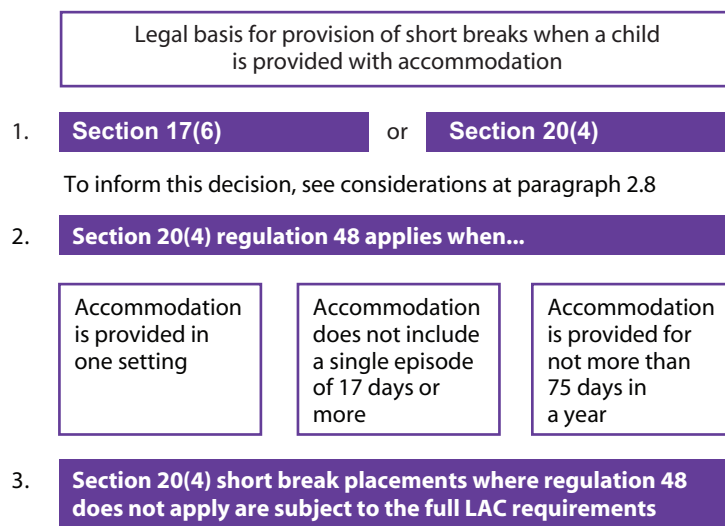 Legal basis for provision of short breaks when a child
is provided with accommodation
1. Section 17(6) or Section 20(4)
To inform this decision, see considerations at paragraph 2.8
2. Section 20(4) regulation 48 applies when...
Accommodation
is provided in
one setting
Accommodation
does not include
a single episode
of 17 days or
more
Accommodation
is provided for
not more than
75 days in
a year
3. Section 20(4) short break placements where regulation 48
does not apply are subject to the full LAC requirements